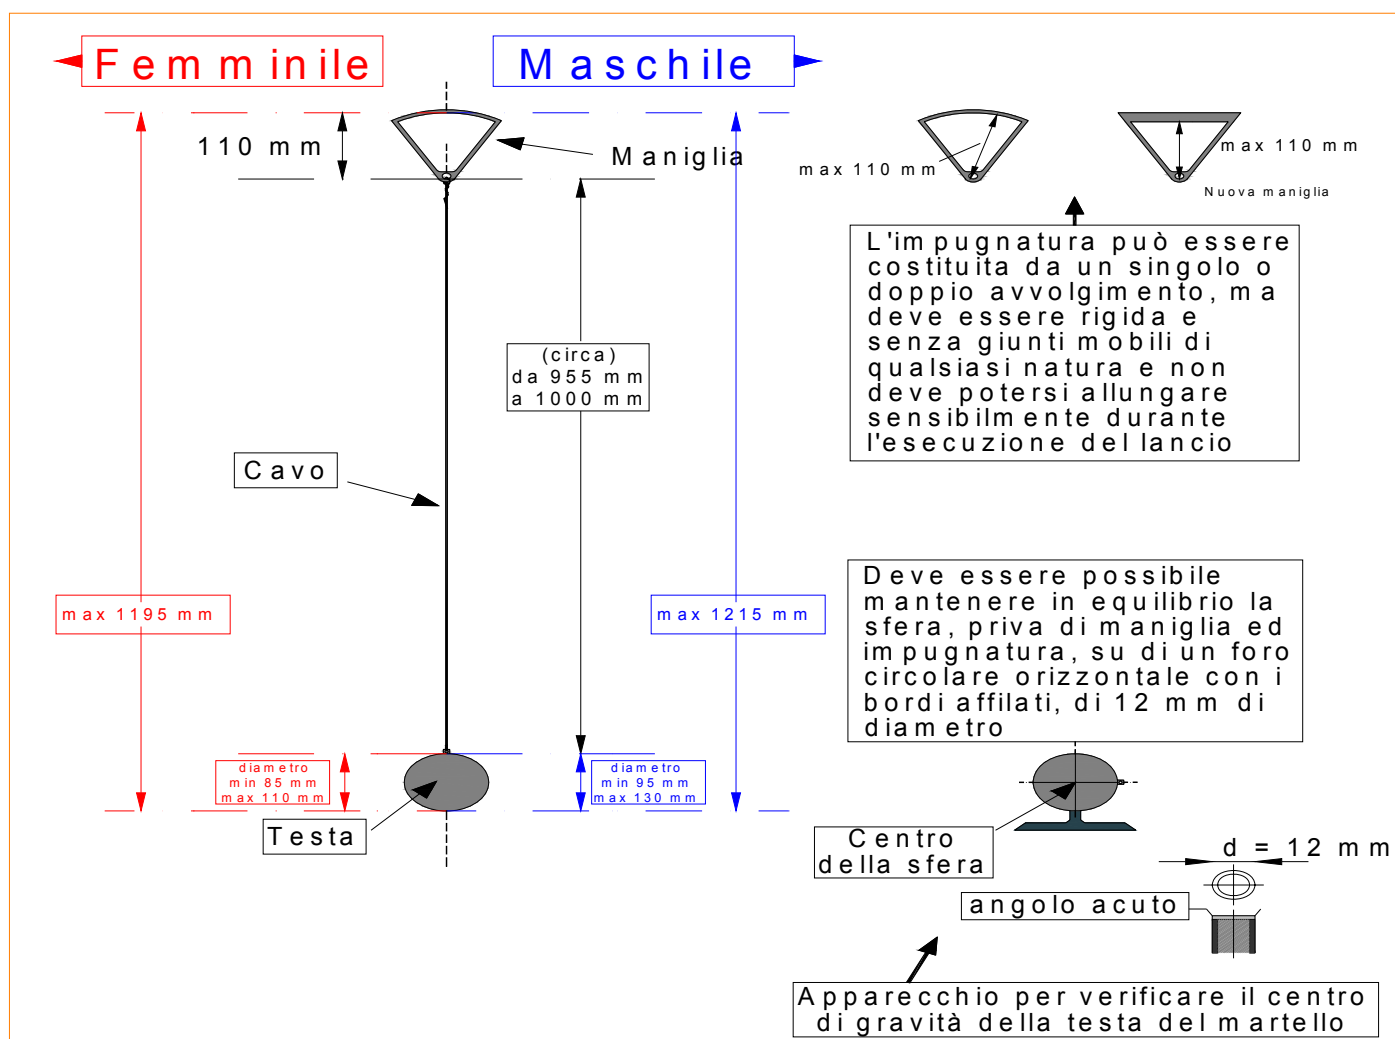 Femminile
Maschile
110 mm
Maniglia
max 110 mm
max 110 mm
Nuova maniglia
L'impugnatura può essere
costituita da un singolo o
doppio avvolgimento, ma
deve essere rigida e
senza giunti mobili di
qualsiasi natura e non
deve potersi allungare
sensibilmente durante
l'esecuzione del lancio
(circa)
da 955 mm
a 1000 mm
Cavo
max 1195 mm
max 1215 mm
Deve essere possibile
mantenere in equilibrio la
sfera, priva di maniglia ed
impugnatura, su di un foro
circolare orizzontale con i
bordi affilati, di 12 mm di
diametro
diametro
min 85 mm
max 110 mm
diametro
min 95 mm
max 130 mm
Testa
Centro
della sfera
d = 12 mm
angolo acuto
Apparecchio per verificare il centro
di gravità della testa del martello